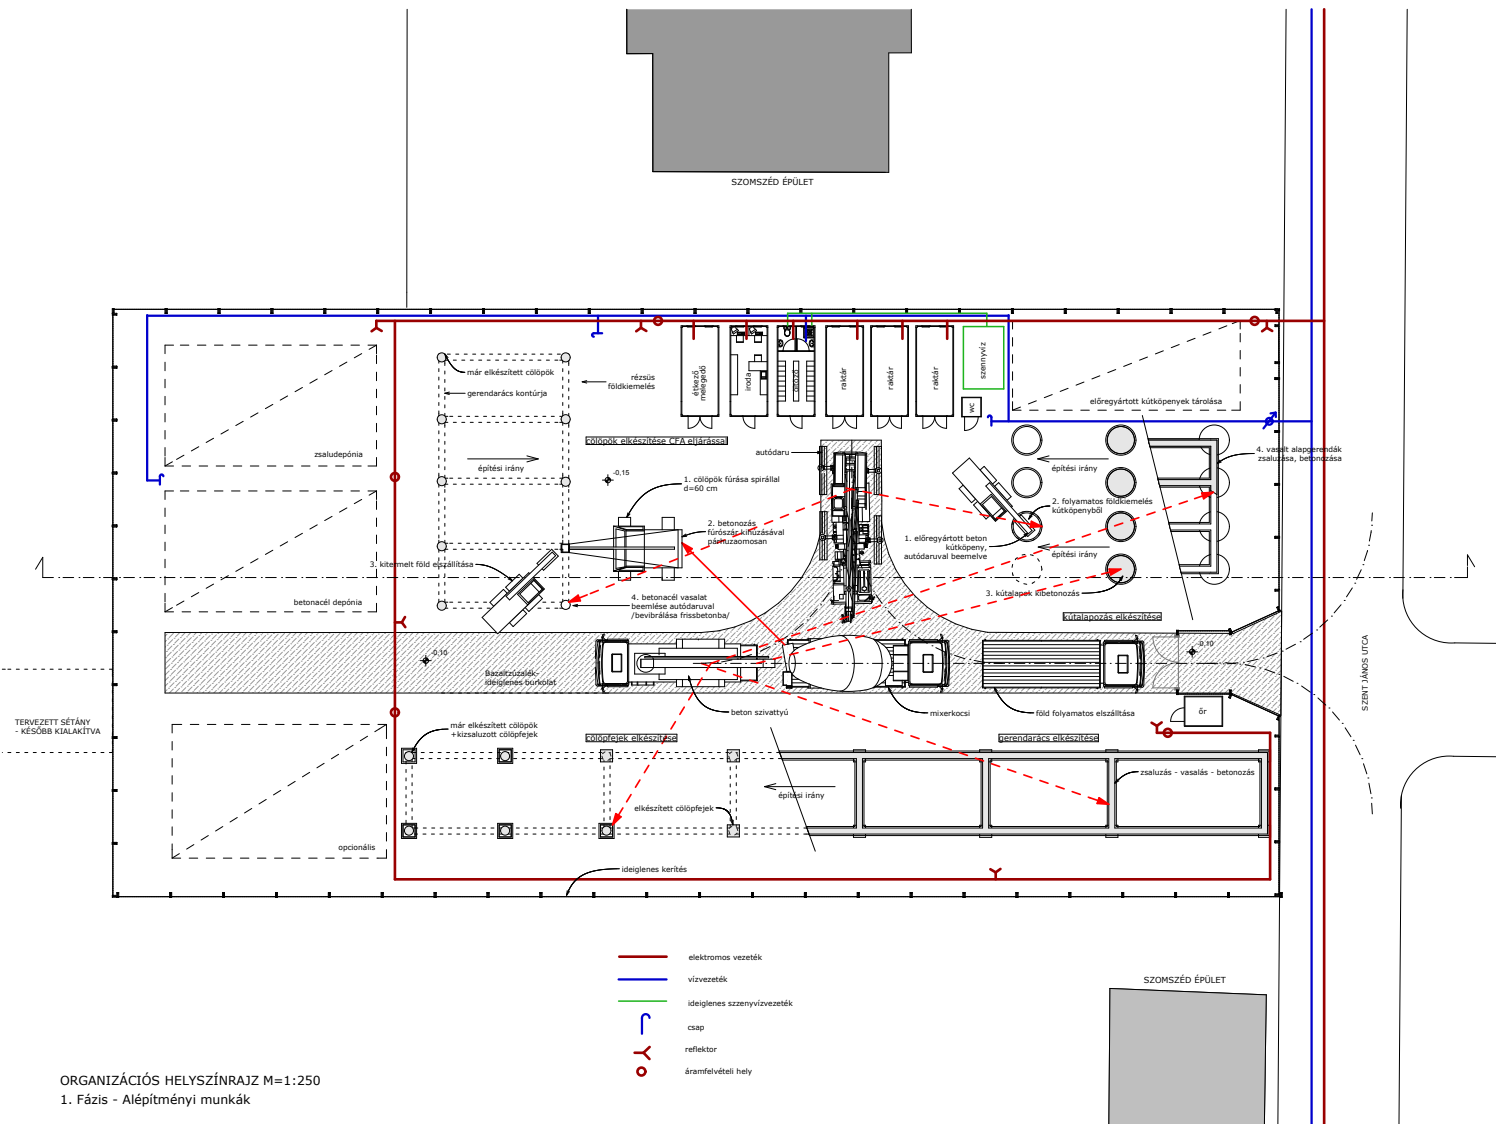 SZOMSZÉD ÉPÜLET
már elkészített cölöpök
gerendarács kontúrja
rézsüs
földkiemelés
étkező
melegedő
iroda
öltöző
raktár
raktár
raktár
szennyvíz
WC
előregyártott kútköpenyek tárolása
zsaludepónia
cölöpök elkészítése CFA eljárással
építési irány
-0,15
autódaru
1. cölöpök fúrása spirállal
d=60 cm
2. betonozás
fúrószár kihúzásával
párhuzaomosan
építési irány
4. vasalt alapgerendák
zsaluzása, betonozása
2. folyamatos földkiemelés
kútköpenyből
1. előregyártott beton
kútköpeny,
autódaruval beemelve
építési irány
3. kitermelt föld elszállítása
3. kútalapok kibetonozás
betonacél depónia
4. betonacél vasalat
beemlése autódaruval
/bevibrálása frissbetonba/
kútalapozás elkészítése
-0,10
-0,10
Bazaltzúzalék-
ideiglenes burkolat
beton szivattyú
mixerkocsi
föld folyamatos elszállítása
őr
SZENT JÁNOS UTCA
TERVEZETT SÉTÁNY
- KÉSŐBB KIALAKÍTVA
már elkészített cölöpök
+kizsaluzott cölöpfejek
cölöpfejek elkészítése
gerendarács elkészítése
zsaluzás - vasalás - betonozás
építési irány
elkészített cölöpfejek
opcionális
ideiglenes kerítés
elektromos vezeték
vízvezeték
ideiglenes szzenyvízvezeték
csap
reflektor
áramfelvételi hely
SZOMSZÉD ÉPÜLET
ORGANIZÁCIÓS HELYSZÍNRAJZ M=1:250
1. Fázis - Alépítményi munkák